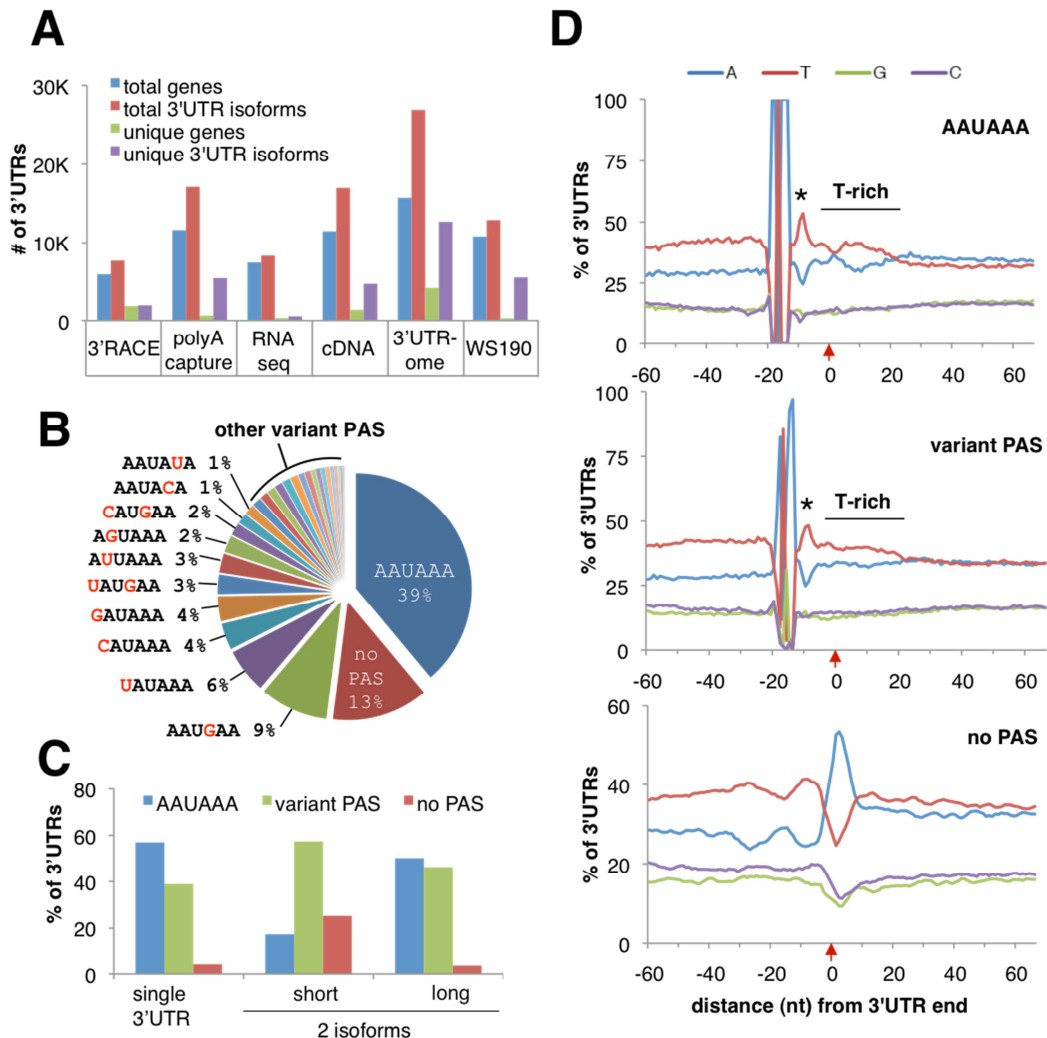 A
30K
20K
10K
0
# of 3'UTRs
total genes
total 3'UTR isoforms
unique genes
unique 3'UTR isoforms
3'RACE
polyA
capture
RNA
seq
cDNA
3'UTR-
ome
WS190
B
other variant PAS
AAUAUA 1%
AAUACA 1%
CAUGAA 2%
AGUAAA 2%
AUUAAA 3%
UAUGAA 3%
GAUAAA 4%
CAUAAA 4%
UAUAAA 6%
AAUGAA 9%
AAUAAA
39%
no
PAS
13%
C
80
60
40
20
0
% of 3'UTRs
AAUAAA
variant PAS
no PAS
single
3'UTR
short
long
2 isoforms
D
A
T
G
C
100
75
50
25
0
% of 3'UTRs
AAUAAA
*
T-rich
-60
-40
-20
0
20
40
60
100
75
50
25
0
% of 3'UTRs
variant PAS
*
T-rich
-60
-40
-20
0
20
40
60
60
40
20
0
% of 3'UTRs
no PAS
-60
-40
-20
0
20
40
60
distance (nt) from 3'UTR end